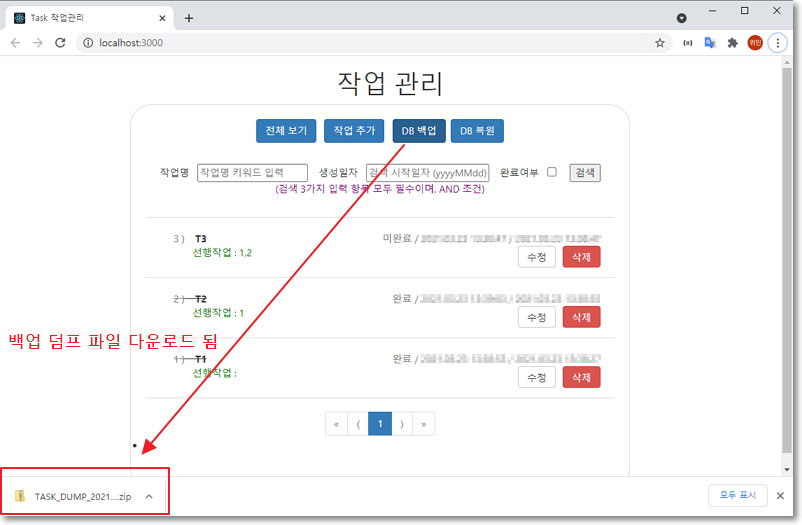 Task 작업관리
localhost:3000
위민
작업 관리
전체 보기 작업 추가 DB 백업 DB 복원
작업명 작업명 키워드 입력 생성일자 검색 시작일자 (yyyyMMdd) 완료여부 검색
(검색 3가지 입력 항목 모두 필수이며, AND 조건)
3 ) T3 미완료 /
선행작업 : 1,2 수정 삭제
2 ) T2 완료 /
선행작업 : 1 수정 삭제
백업 덤프 파일 다운로드 됨
1 ) T1 완료 /
선행작업 : 수정 삭제
« ⟨ 1 ⟩ »
TASK_DUMP_2021....zip 모두 표시